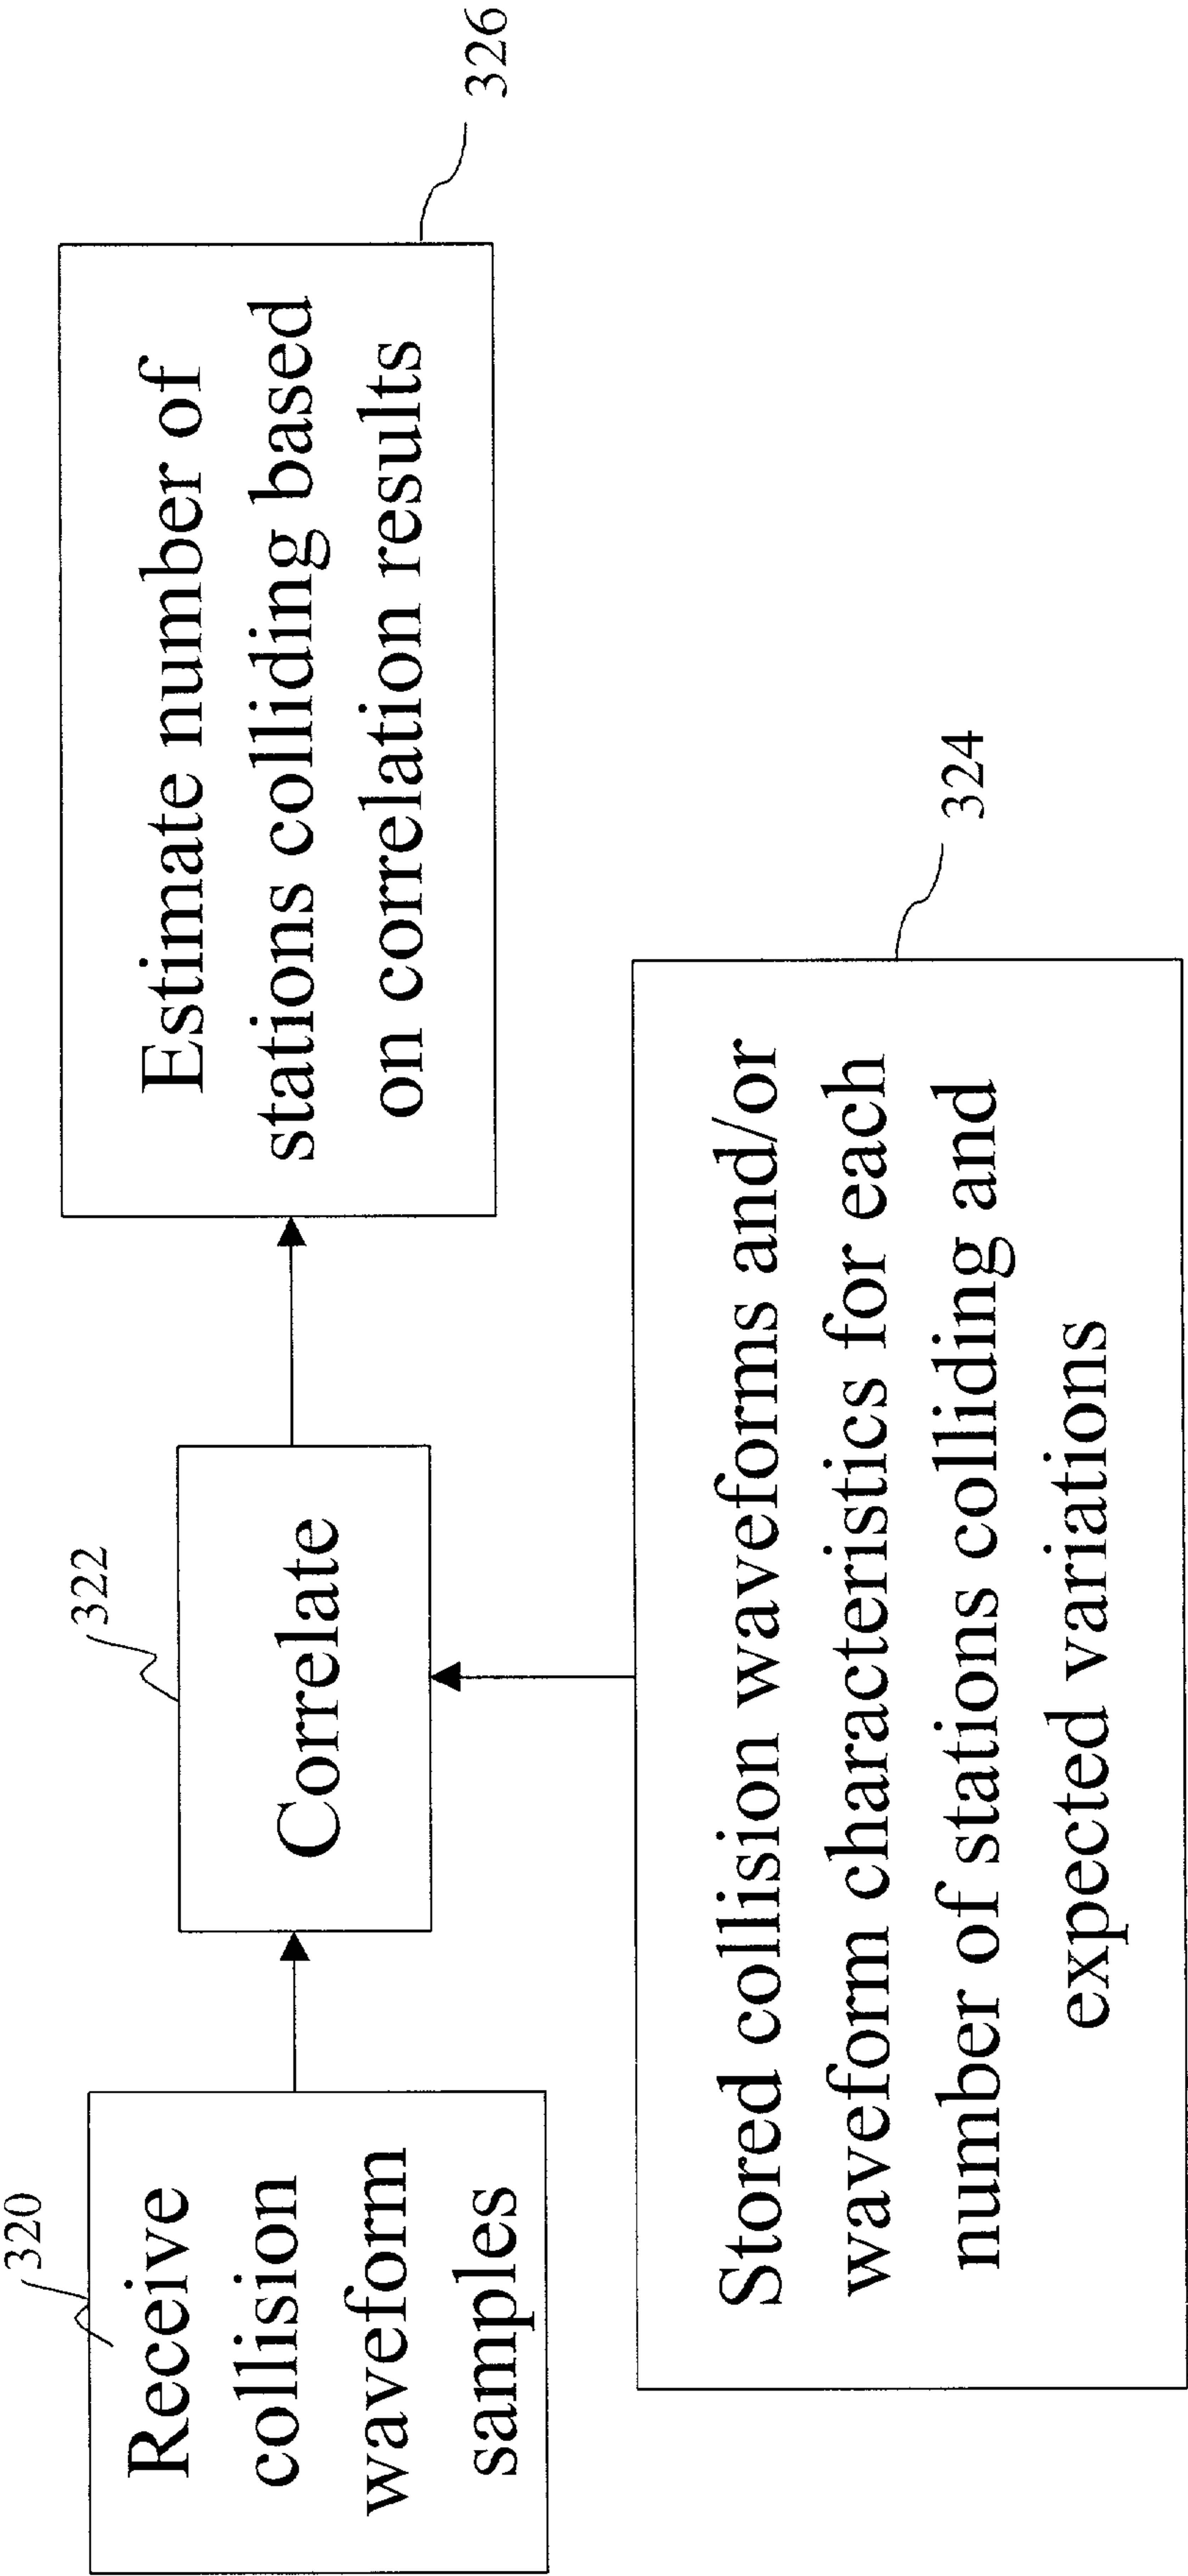 320
Receive
collision
waveform
samples
322
Correlate
Estimate number of
stations colliding based
on correlation results
326
Stored collision waveforms and/or
waveform characteristics for each
number of stations colliding and
expected variations
324